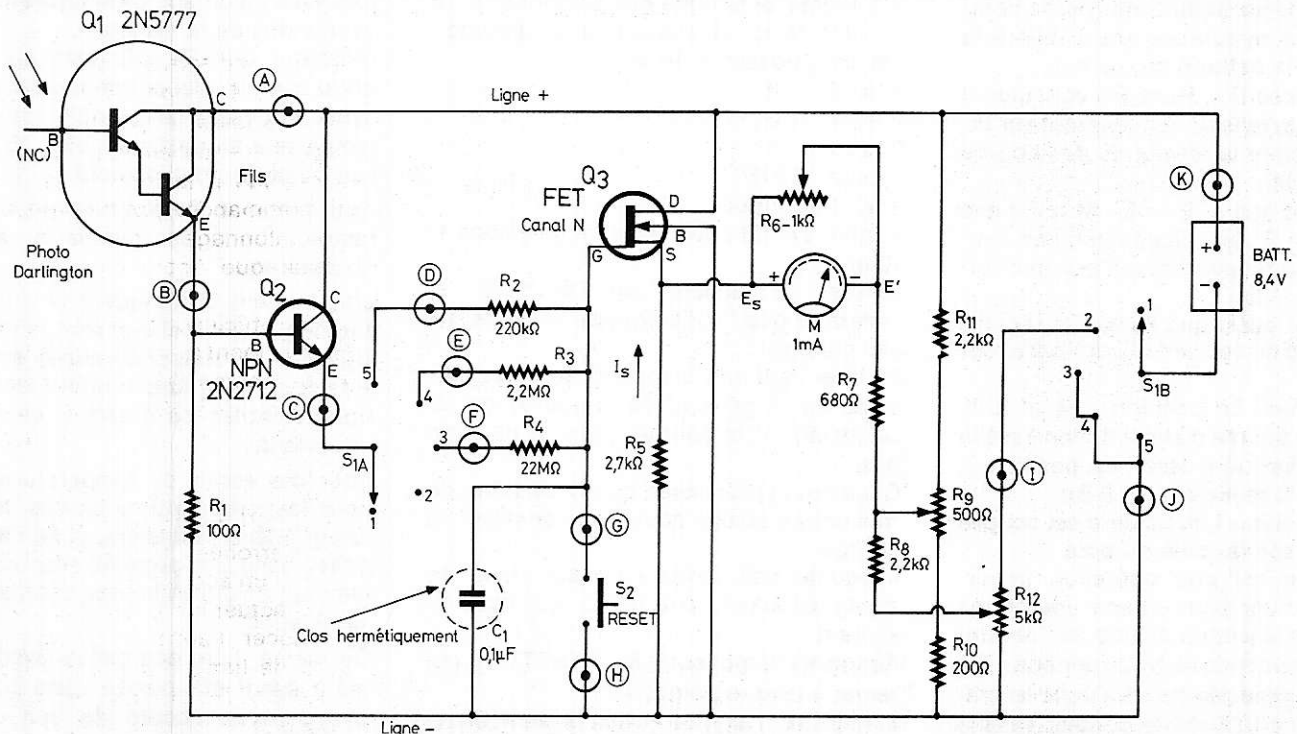 Q1 2N5777
C
A
Ligne +
B
(NC)
Fils
E
Photo
Darlington
B
Q2
C
B
E
NPN
2N2712
C
R1
100Ω
S1A
5
4
3
2
1
D
R2
220kΩ
E
R3
2,2MΩ
F
R4
22MΩ
Q3
FET
Canal N
D
B
G
S
Is
R5
2,7kΩ
R6-1kΩ
Es
+
−
E'
M
1mA
R7
680Ω
R8
2,2kΩ
R11
2,2kΩ
R9
500Ω
R10
200Ω
R12
5kΩ
K
+
−
BATT.
8,4V
1
2
3
4
5
S1B
I
J
G
S2
RESET
H
Clos hermétiquement
C1
0,1µF
Ligne −